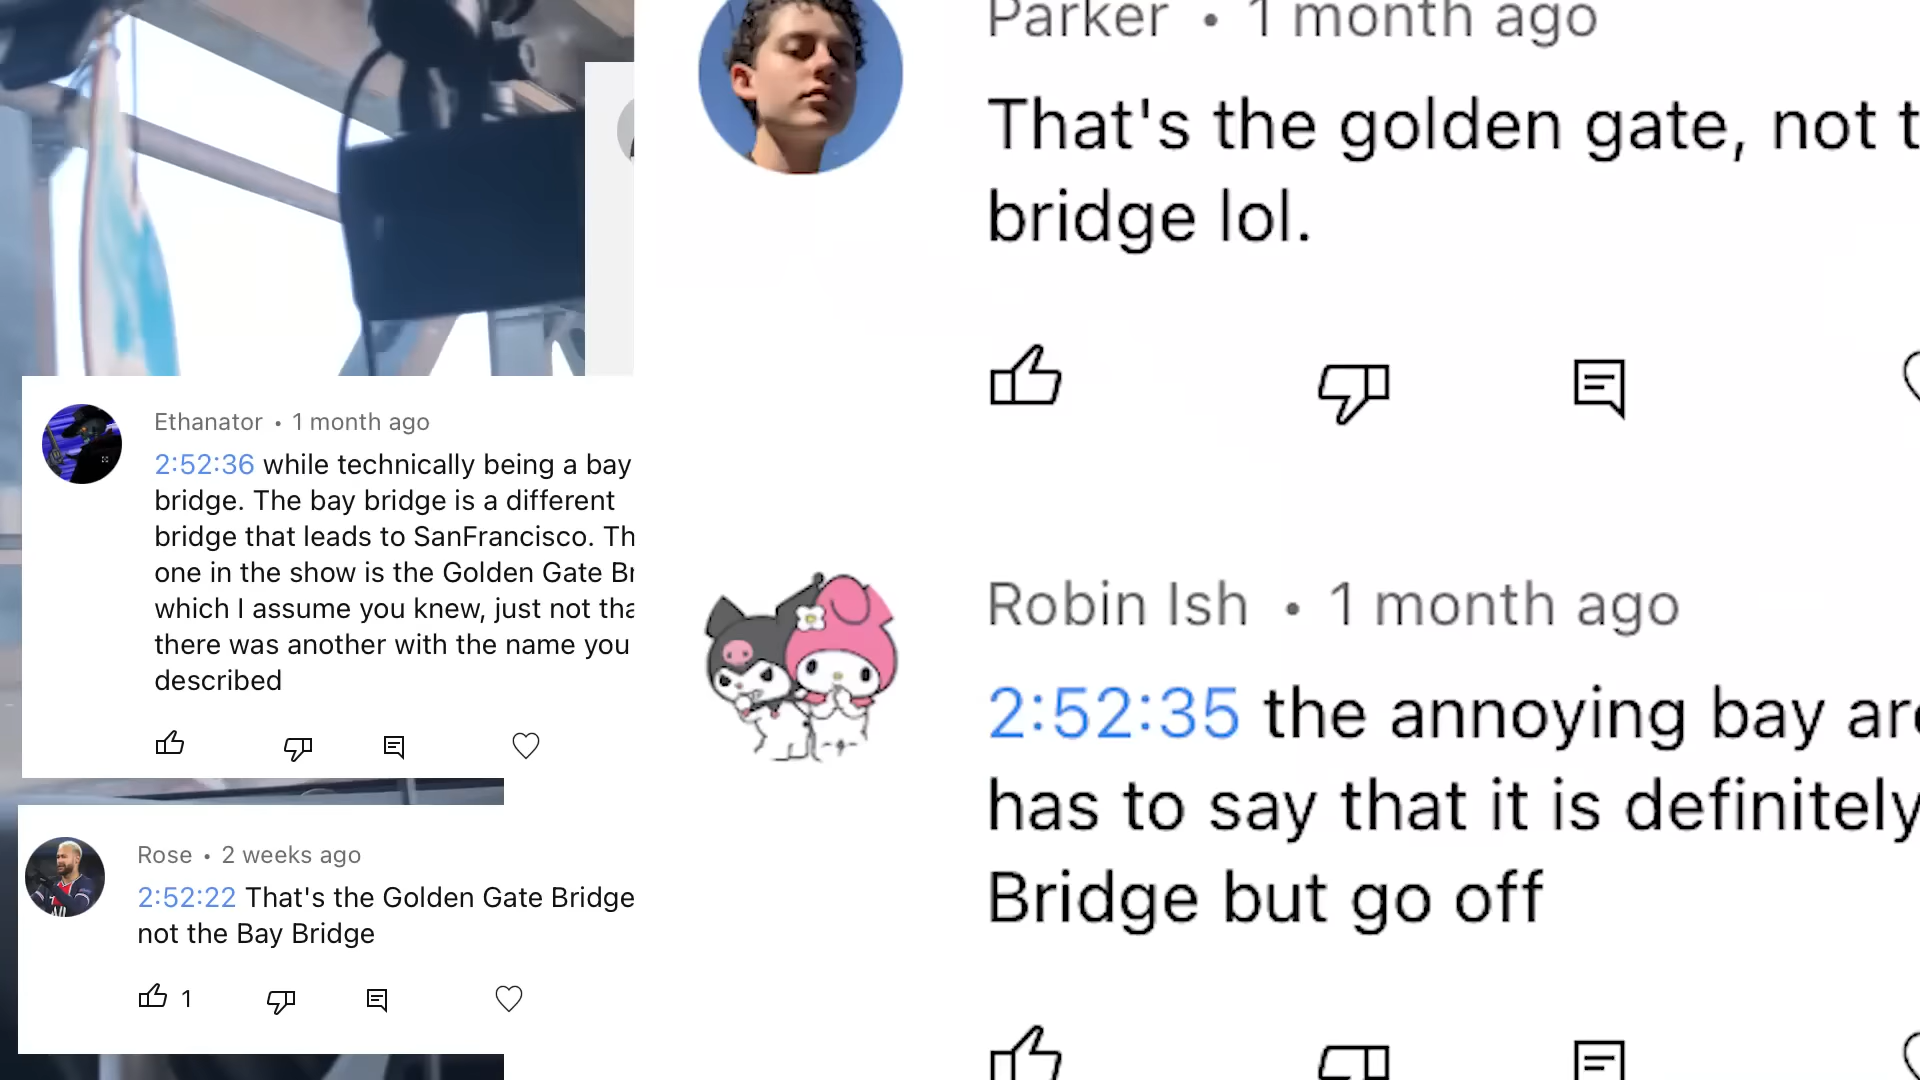 Ethanator • 1 month ago
2:52:36 while technically being a bay
bridge. The bay bridge is a different
bridge that leads to SanFrancisco. Th
one in the show is the Golden Gate Br
which I assume you knew, just not tha
there was another with the name you
described
Rose • 2 weeks ago
2:52:22 That's the Golden Gate Bridge
not the Bay Bridge
1
Parker • 1 month ago
That's the golden gate, not t
bridge lol.
Robin Ish • 1 month ago
2:52:35 the annoying bay are
has to say that it is definitely
Bridge but go off